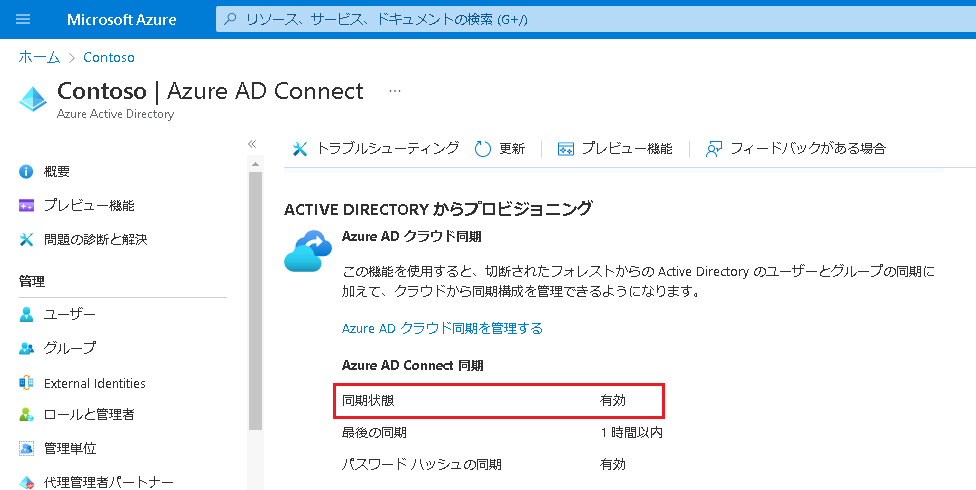 Microsoft Azure
リソース、サービス、ドキュメントの検索 (G+/)
ホーム > Contoso
Contoso | Azure AD Connect ...
Azure Active Directory
«
トラブルシューティング 更新 プレビュー機能 フィードバックがある場合
概要
プレビュー機能
問題の診断と解決
管理
ユーザー
グループ
External Identities
ロールと管理者
管理単位
代理管理者パートナー
ACTIVE DIRECTORY からプロビジョニング
Azure AD クラウド同期
この機能を使用すると、切断されたフォレストからの Active Directory のユーザーとグループの同期に
加えて、クラウドから同期構成を管理できるようになります。
Azure AD クラウド同期を管理する
Azure AD Connect 同期
同期状態 有効
最後の同期 1 時間以内
パスワード ハッシュの同期 有効